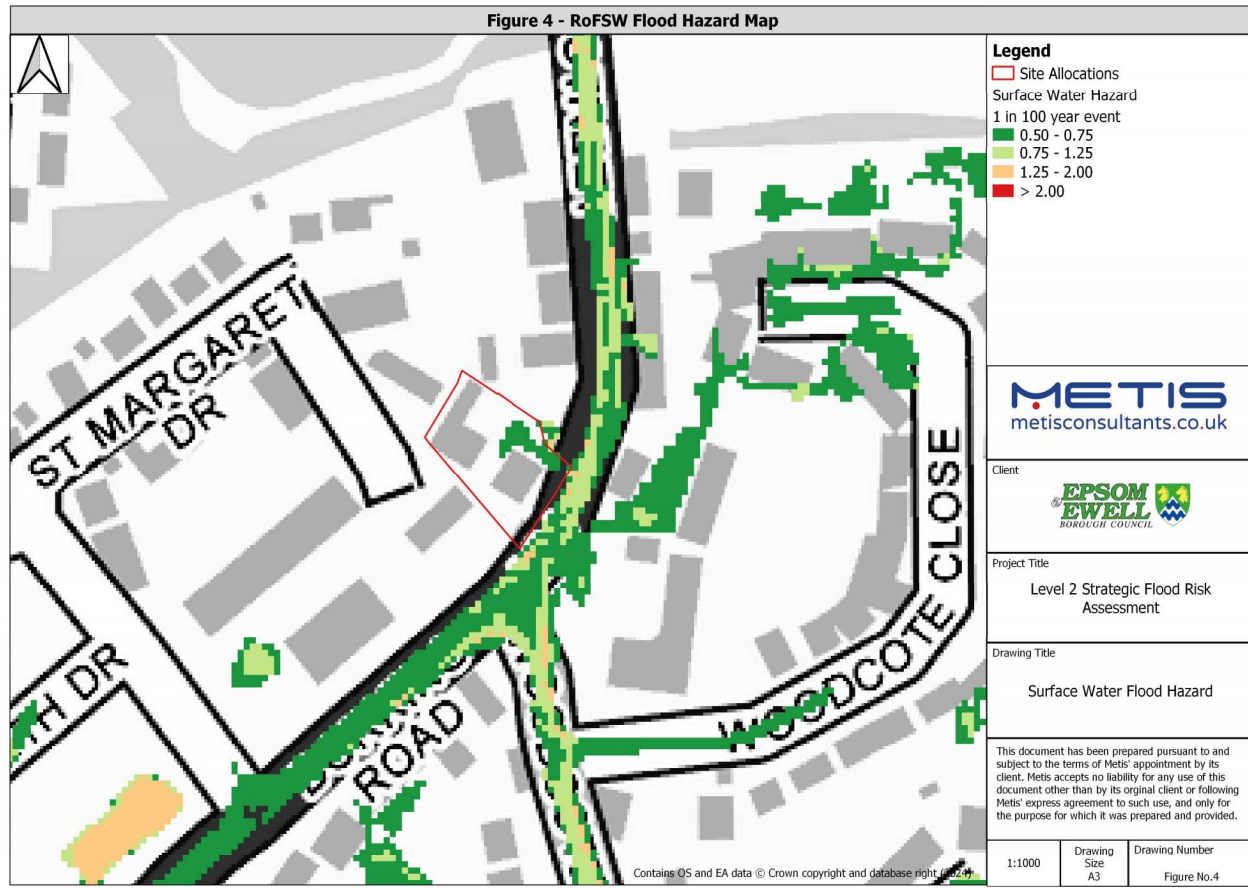 Figure 4 - RoFSW Flood Hazard Map
Legend
Site Allocations
Surface Water Hazard
1 in 100 year event
0.50 - 0.75
0.75 - 1.25
1.25 - 2.00
> 2.00
ST MARGARET
DR
TH DR
ROAD
WOODCOTE CLOSE
Contains OS and EA data © Crown copyright and database right (2024)
METIS
metisconsultants.co.uk
Client
EPSOM
& EWELL
BOROUGH COUNCIL
Project Title
Level 2 Strategic Flood Risk
Assessment
Drawing Title
Surface Water Flood Hazard
This document has been prepared pursuant to and
subject to the terms of Metis' appointment by its
client. Metis accepts no liability for any use of this
document other than by its orginal client or following
Metis' express agreement to such use, and only for
the purpose for which it was prepared and provided.
1:1000
Drawing
Size
A3
Drawing Number
Figure No.4